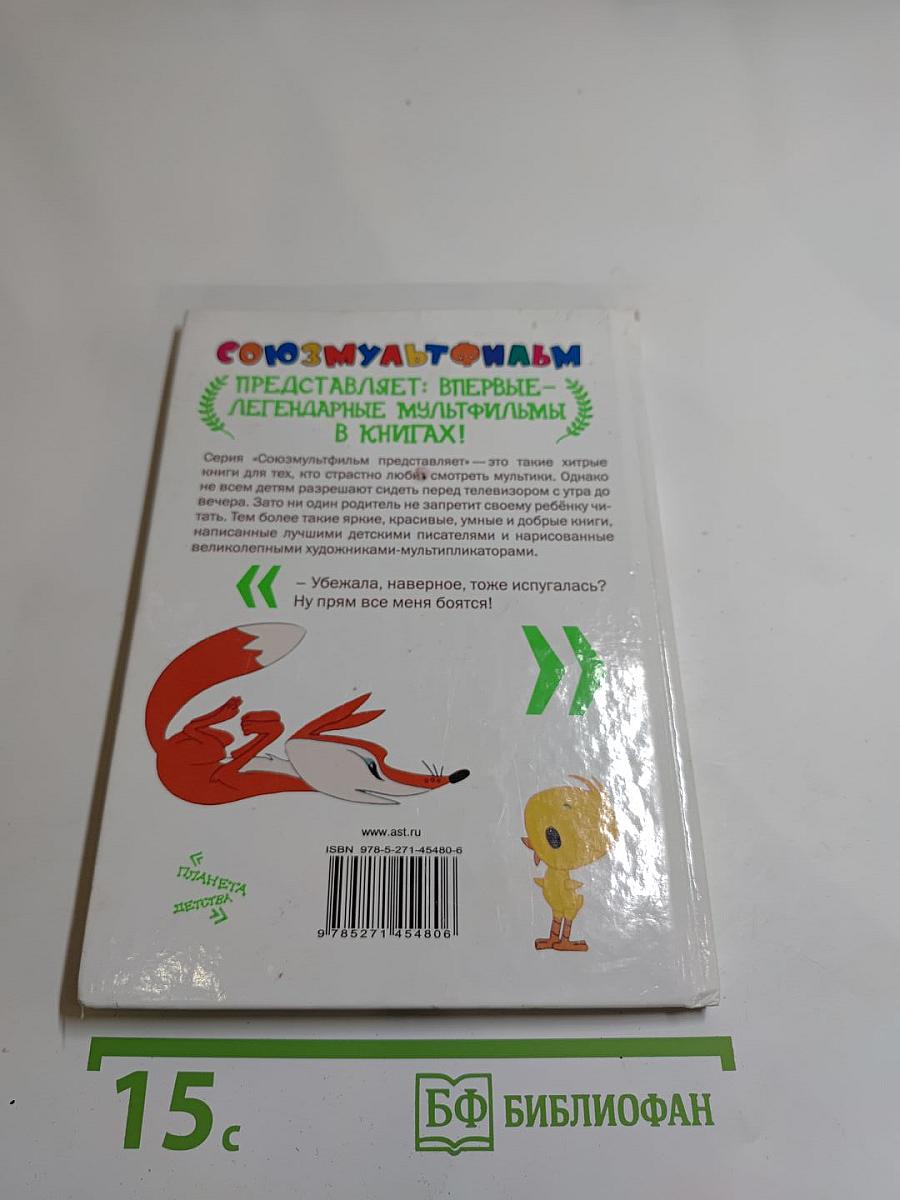 СОЮЗМУЛЬТФИЛЬМ
ПРЕДСТАВЛЯЕТ: ВПЕРВЫЕ–
ЛЕГЕНДАРНЫЕ МУЛЬТФИЛЬМЫ
В КНИГАХ!
Серия «Союзмультфильм представляет» — это такие хитрые
книги для тех, кто страстно любит смотреть мультики. Однако
не всем детям разрешают сидеть перед телевизором с утра до
вечера. Зато ни один родитель не запретит своему ребёнку чи-
тать. Тем более такие яркие, красивые, умные и добрые книги,
написанные лучшими детскими писателями и нарисованные
великолепными художниками-мультипликаторами.
«
– Убежала, наверное, тоже испугалась?
Ну прям все меня боятся!
»
www.ast.ru
ISBN 978-5-271-45480-6
9 785271 454806
«
ПЛАНЕТА
ДЕТСТВА
»
15 с
БФ БИБЛИОФАН